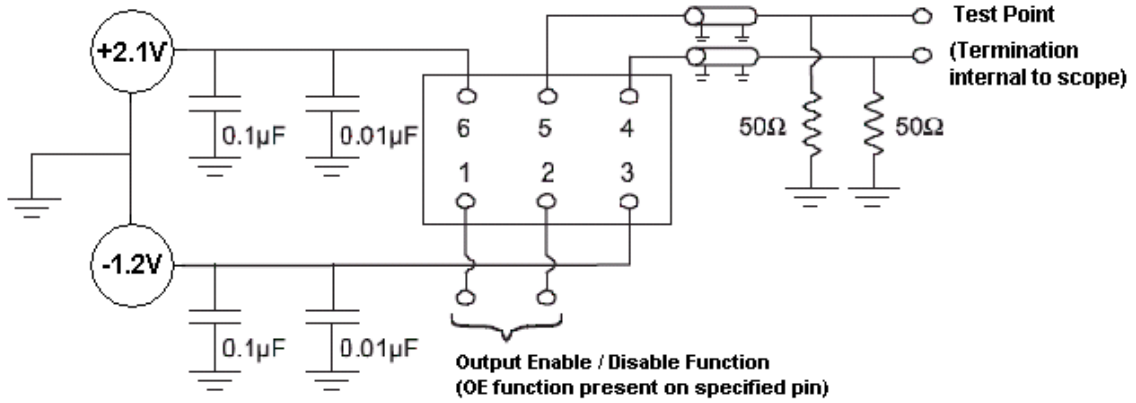 +2.1V
Test Point
(Termination
internal to scope)
0.1µF
0.01µF
6
5
4
50Ω
50Ω
1
2
3
-1.2V
0.1µF
0.01µF
Output Enable / Disable Function
(OE function present on specified pin)